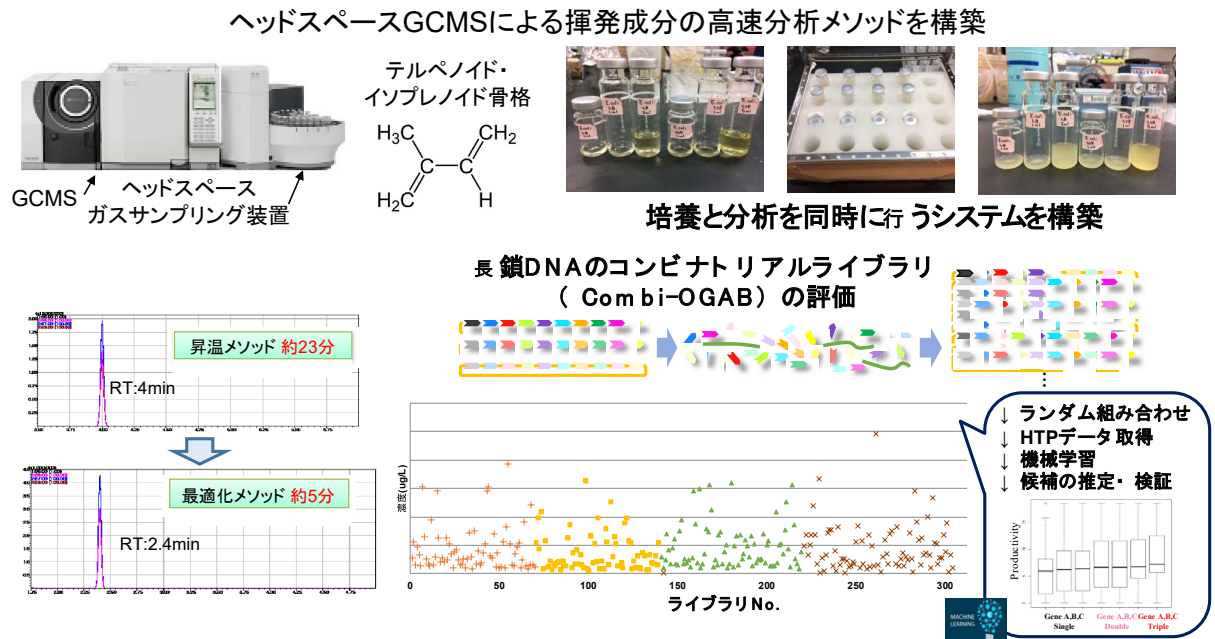 ヘッドスペースGCMSによる揮発成分の高速分析メソッドを構築
GCMS
ヘッドスペース
ガスサンプリング装置
テルペノイド・
イソプレノイド骨格
H3C
CH2
H2C
H
培養と分析を同時に行うシステムを構築
長鎖DNAのコンビナトリアルライブラリ
(Combi-OGAB)の評価
昇温メソッド 約23分
RT:4min
最適化メソッド 約5分
RT:2.4min
濃度(ug/L)
0 50 100 150 200 250 300
ライブラリNo.
↓ ランダム組み合わせ
↓ HTPデータ取得
↓ 機械学習
↓ 候補の推定・検証
Productivity
Gene A,B,C Gene A,B,C Gene A,B,C
Single Double Triple
MACHINE
LEARNING